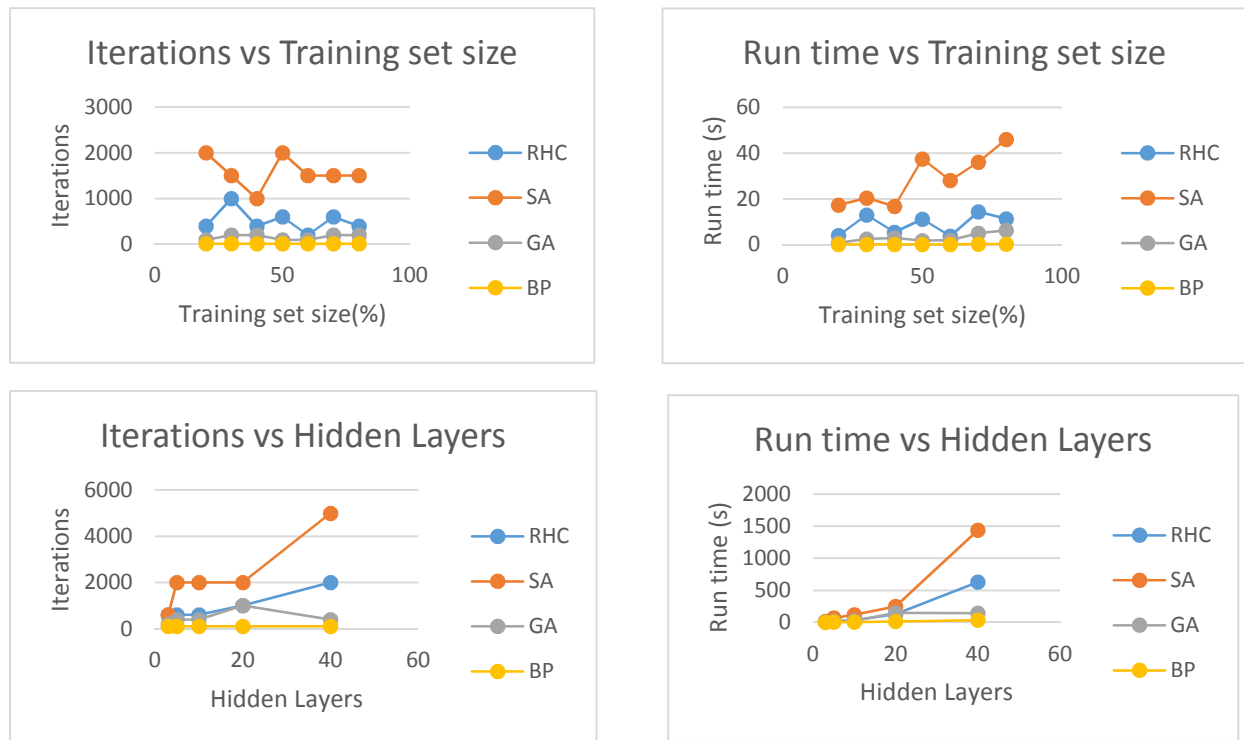 Iterations vs Training set size
3000
2000
1000
0
0
50
100
Iterations
Training set size(%)
RHC
SA
GA
BP
Run time vs Training set size
60
40
20
0
0
50
100
Run time (s)
Training set size(%)
RHC
SA
GA
BP
Iterations vs Hidden Layers
6000
4000
2000
0
0
20
40
60
Iterations
Hidden Layers
RHC
SA
GA
BP
Run time vs Hidden Layers
2000
1500
1000
500
0
0
20
40
60
Run time (s)
Hidden Layers
RHC
SA
GA
BP